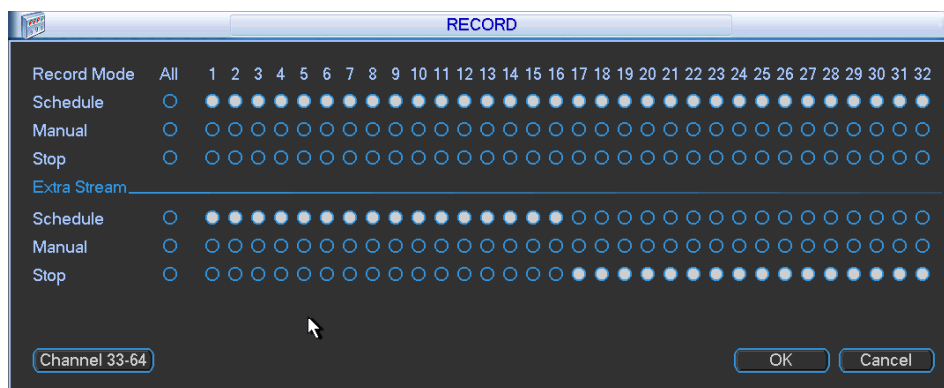 RECORD
Record Mode All 1 2 3 4 5 6 7 8 9 10 11 12 13 14 15 16 17 18 19 20 21 22 23 24 25 26 27 28 29 30 31 32
Schedule
Manual
Stop
Extra Stream
Schedule
Manual
Stop
Channel 33-64 OK Cancel